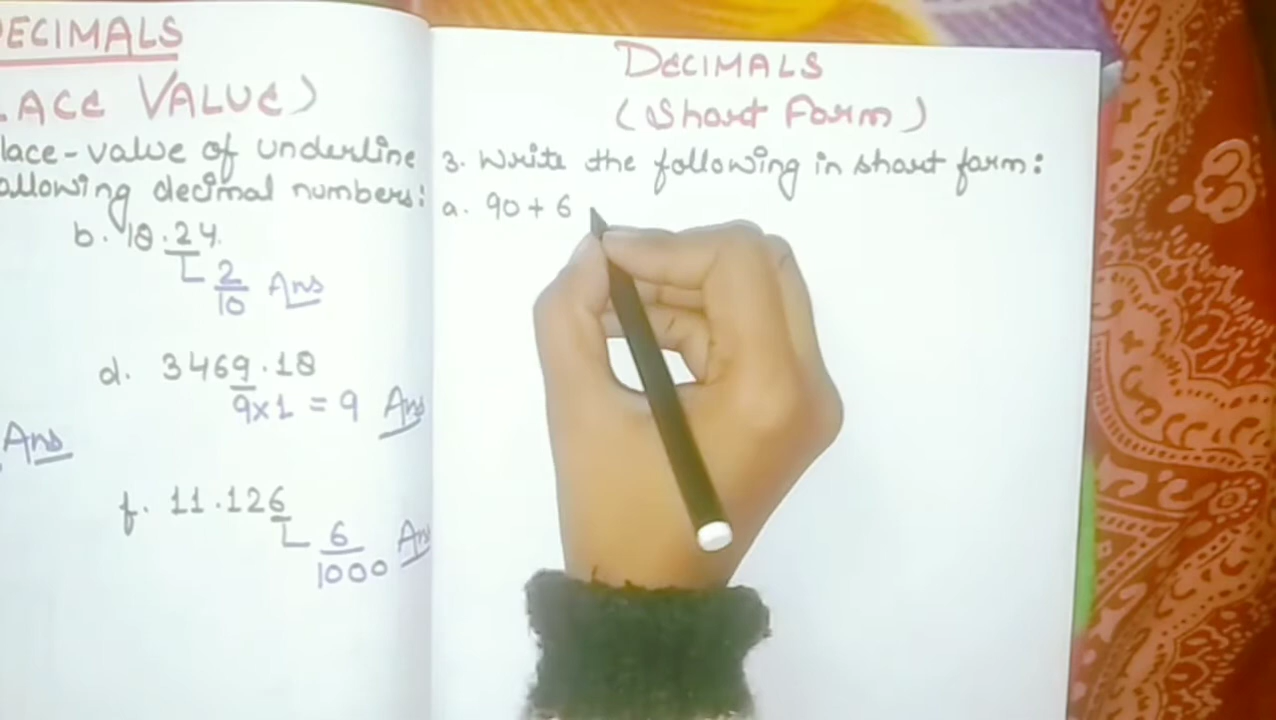 ECIMALS
ACE VALUE)
lace-value of underline
allowing decimal numbers:
b. 18.24.
2
10 Ans
d. 3469.18
9x1 = 9 Ans
Ans
f. 11.126
6
1000 Ans
DECIMALS
(Short Form)
3. Write the following in short form:
a. 90+6